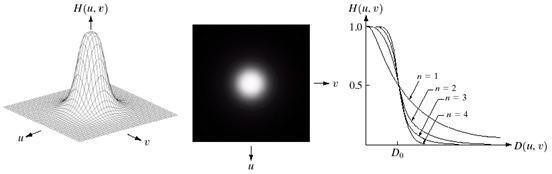 H(u, v)
u
v
v
u
H(u, v)
1.0
0.5
n = 1
n = 2
n = 3
n = 4
D₀
D(u, v)